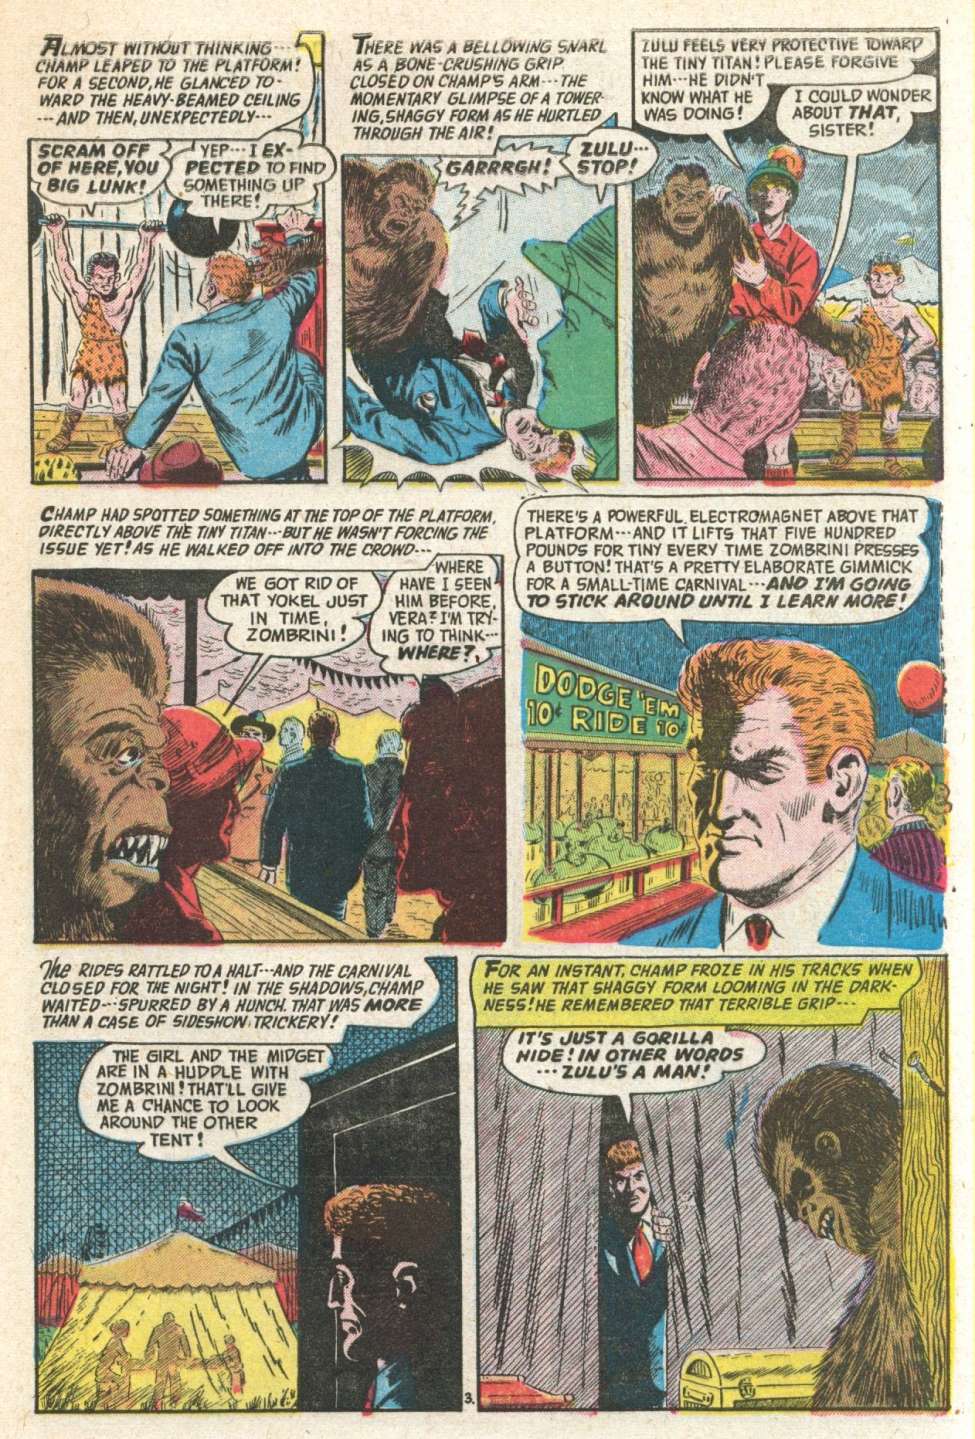 ALMOST WITHOUT THINKING---
CHAMP LEAPED TO THE PLATFORM!
FOR A SECOND, HE GLANCED TO-
WARD THE HEAVY-BEAMED CEILING
---AND THEN, UNEXPECTEDLY---
SCRAM OFF
OF HERE, YOU
BIG LUNK!
YEP---I EX-
PECTED TO FIND
SOMETHING UP
THERE!
THERE WAS A BELLOWING SNARL
AS A BONE-CRUSHING GRIP
CLOSED ON CHAMP'S ARM---THE
MOMENTARY GLIMPSE OF A TOWER-
ING, SHAGGY FORM AS HE HURTLED
THROUGH THE AIR!
GARRRGH!
ZULU---
STOP!
ZULU FEELS VERY PROTECTIVE TOWARD
THE TINY TITAN! PLEASE FORGIVE
HIM---HE DIDN'T
KNOW WHAT HE
WAS DOING!
I COULD WONDER
ABOUT THAT,
SISTER!
CHAMP HAD SPOTTED SOMETHING AT THE TOP OF THE PLATFORM,
DIRECTLY ABOVE THE TINY TITAN---BUT HE WASN'T FORCING THE
ISSUE YET! AS HE WALKED OFF INTO THE CROWD---
WE GOT RID OF
THAT YOKEL JUST
IN TIME,
ZOMBRINI!
WHERE
HAVE I SEEN
HIM BEFORE,
VERA? I'M TRY-
ING TO THINK---
WHERE?
THERE'S A POWERFUL ELECTROMAGNET ABOVE THAT
PLATFORM---AND IT LIFTS THAT FIVE HUNDRED
POUNDS FOR TINY EVERY TIME ZOMBRINI PRESSES
A BUTTON! THAT'S A PRETTY ELABORATE GIMMICK
FOR A SMALL-TIME CARNIVAL---AND I'M GOING
TO STICK AROUND UNTIL I LEARN MORE!
DODGE 'EM
10¢ RIDE 10¢
THE RIDES RATTLED TO A HALT---AND THE CARNIVAL
CLOSED FOR THE NIGHT! IN THE SHADOWS, CHAMP
WAITED---SPURRED BY A HUNCH THAT THIS WAS MORE
THAN A CASE OF SIDESHOW TRICKERY!
THE GIRL AND THE MIDGET
ARE IN A HUDDLE WITH
ZOMBRINI! THAT'LL GIVE
ME A CHANCE TO LOOK
AROUND THE OTHER
TENT!
FOR AN INSTANT, CHAMP FROZE IN HIS TRACKS WHEN
HE SAW THAT SHAGGY FORM LOOMING IN THE DARK-
NESS! HE REMEMBERED THAT TERRIBLE GRIP---
IT'S JUST A GORILLA
HIDE! IN OTHER WORDS
---ZULU'S A MAN!
3.